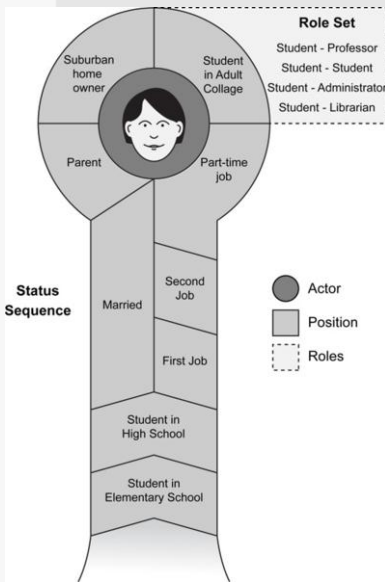 Role Set
Student - Professor
Student - Student
Student - Administrator
Student - Librarian
Suburban
home
owner
Student
in Adult
Collage
Parent
Part-time
job
Status
Sequence
Married
Second
Job
First Job
Student in
High School
Student in
Elementary School
Actor
Position
Roles